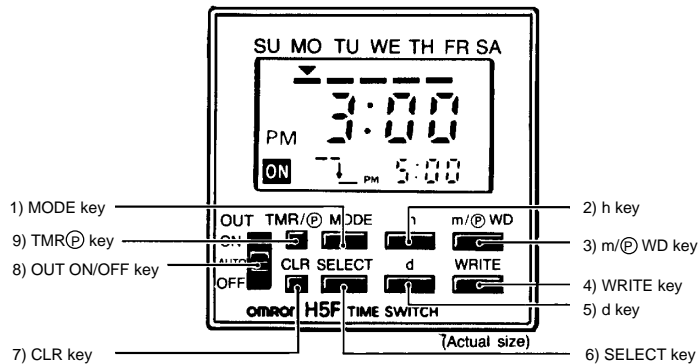 SU MO TU WE TH FR SA
3:00
PM
ON
PM 5:00
1) MODE key
2) h key
OUT TMR/Ⓟ MODE h m/Ⓟ WD
9) TMRⓅ key
ON
3) m/Ⓟ WD key
8) OUT ON/OFF key
AUTO
CLR SELECT d WRITE
OFF
4) WRITE key
5) d key
OMRON H5F TIME SWITCH
(Actual size)
7) CLR key
6) SELECT key